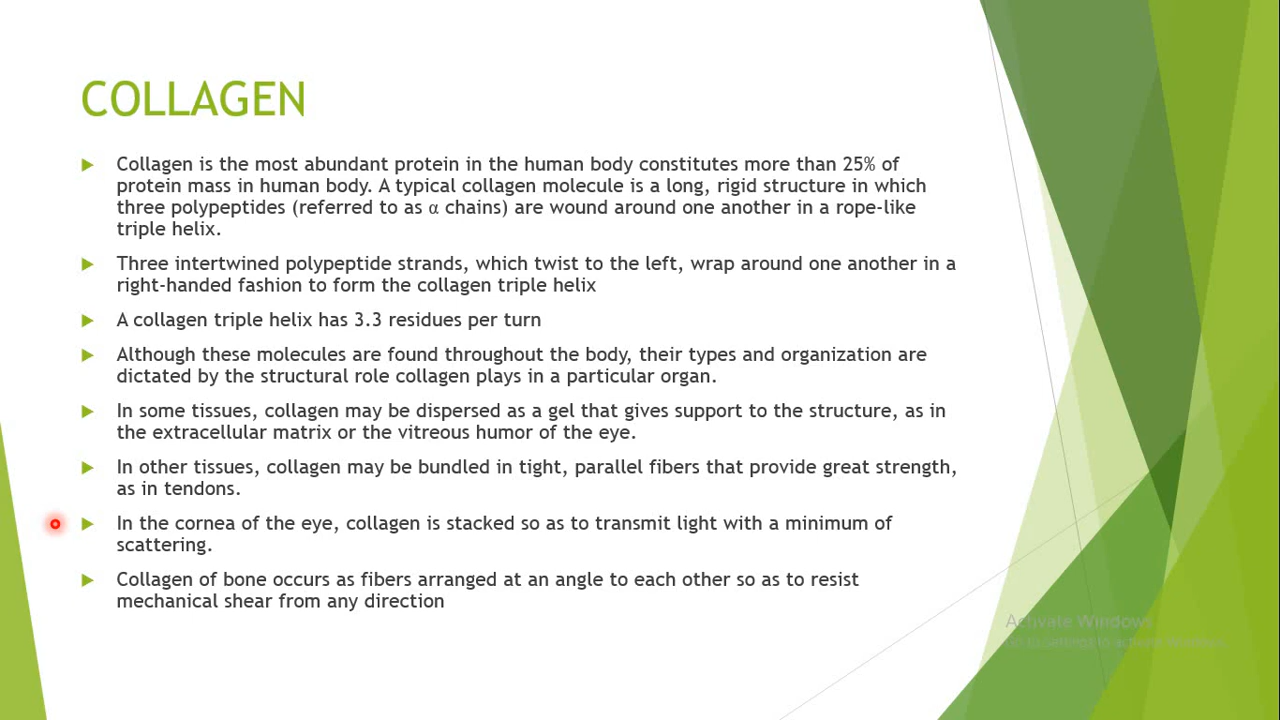 COLLAGEN
Collagen is the most abundant protein in the human body constitutes more than 25% of
protein mass in human body. A typical collagen molecule is a long, rigid structure in which
three polypeptides (referred to as α chains) are wound around one another in a rope-like
triple helix.
Three intertwined polypeptide strands, which twist to the left, wrap around one another in a
right-handed fashion to form the collagen triple helix
A collagen triple helix has 3.3 residues per turn
Although these molecules are found throughout the body, their types and organization are
dictated by the structural role collagen plays in a particular organ.
In some tissues, collagen may be dispersed as a gel that gives support to the structure, as in
the extracellular matrix or the vitreous humor of the eye.
In other tissues, collagen may be bundled in tight, parallel fibers that provide great strength,
as in tendons.
In the cornea of the eye, collagen is stacked so as to transmit light with a minimum of
scattering.
Collagen of bone occurs as fibers arranged at an angle to each other so as to resist
mechanical shear from any direction
Activate Windows